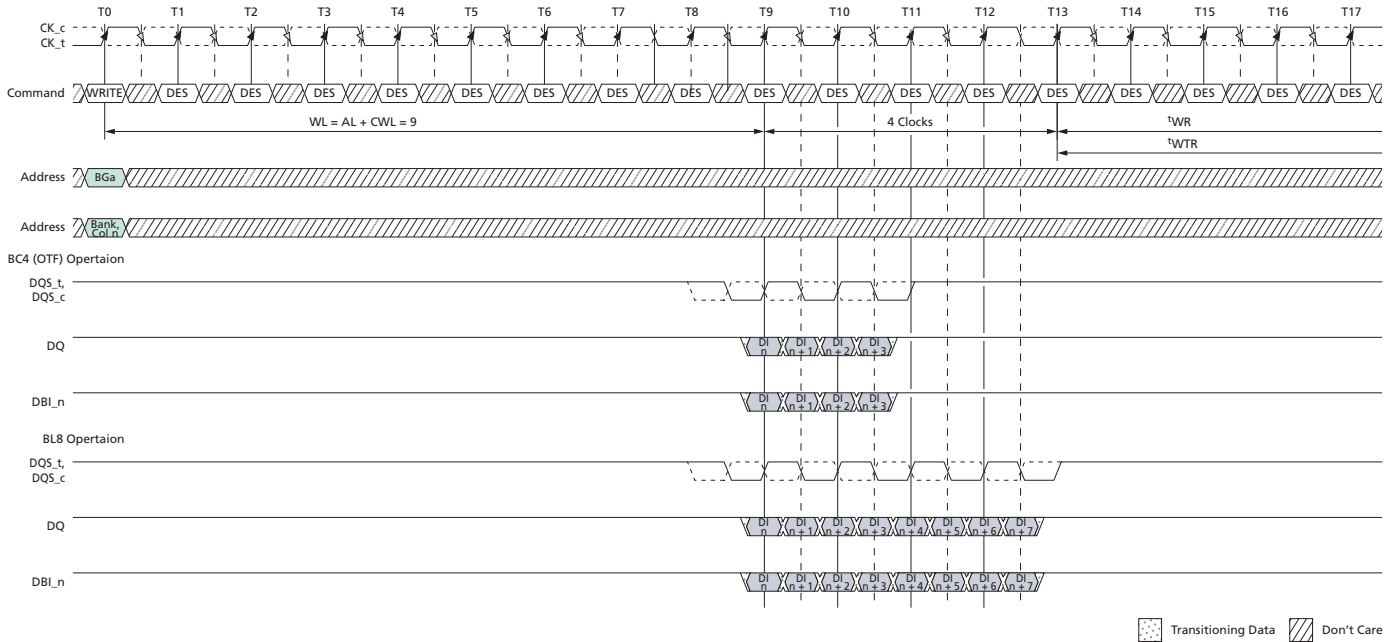 T0 T1 T2 T3 T4 T5 T6 T7 T8 T9 T10 T11 T12 T13 T14 T15 T16 T17
CK_c
CK_t
Command WRITE DES DES DES DES DES DES DES DES DES DES DES DES DES DES DES DES DES
WL = AL + CWL = 9 4 Clocks tWR
tWTR
Address BGa
Address Bank, Col n
BC4 (OTF) Opertaion
DQS_t,
DQS_c
DQ DI n DI n + 1 DI n + 2 DI n + 3
DBI_n DI n DI n + 1 DI n + 2 DI n + 3
BL8 Opertaion
DQS_t,
DQS_c
DQ DI n DI n + 1 DI n + 2 DI n + 3 DI n + 4 DI n + 5 DI n + 6 DI n + 7
DBI_n DI n DI n + 1 DI n + 2 DI n + 3 DI n + 4 DI n + 5 DI n + 6 DI n + 7
Transitioning Data Don't Care